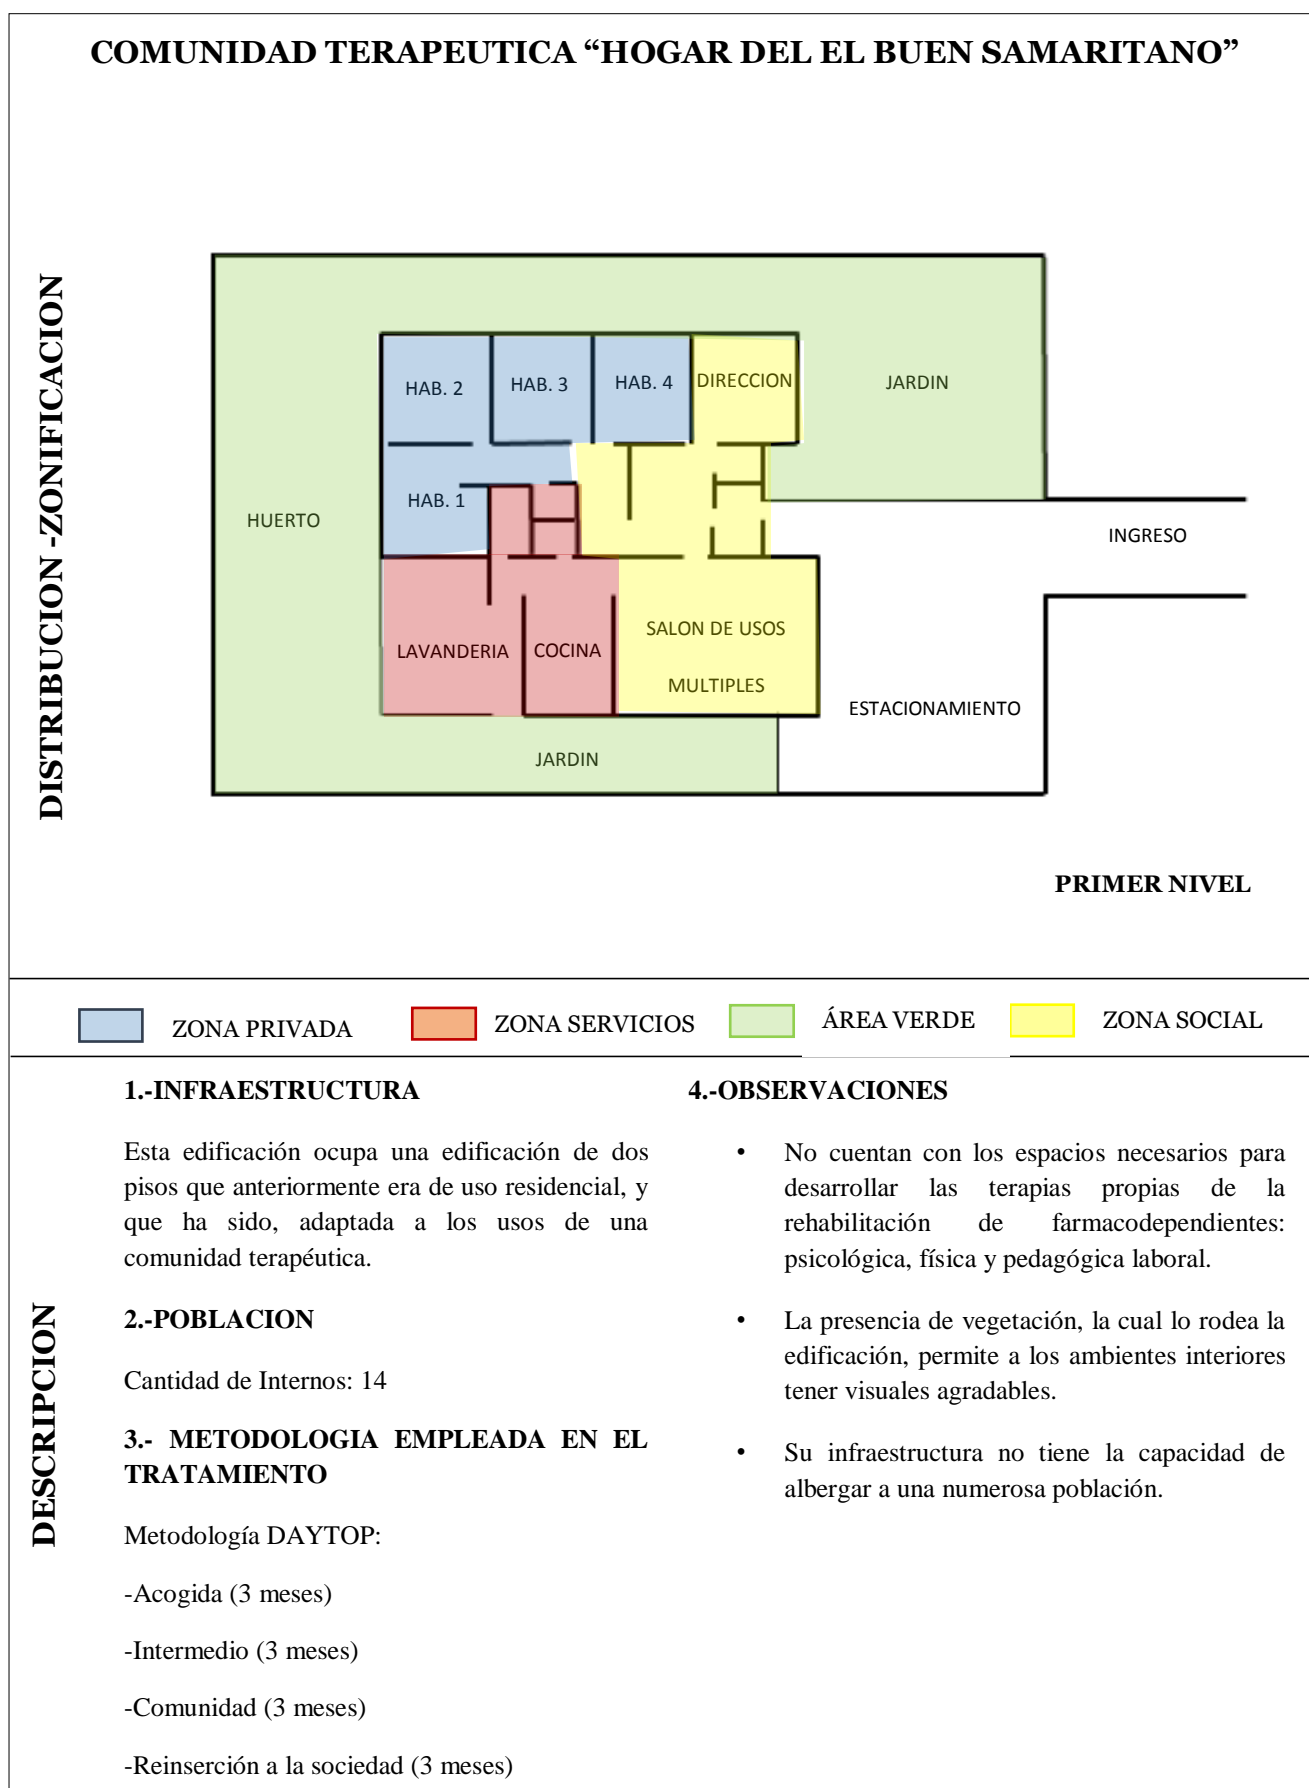 COMUNIDAD TERAPEUTICA “HOGAR DEL EL BUEN SAMARITANO”
DISTRIBUCION -ZONIFICACION
HAB. 2
HAB. 3
HAB. 4
DIRECCION
JARDIN
HAB. 1
HUERTO
INGRESO
LAVANDERIA
COCINA
SALON DE USOS
MULTIPLES
ESTACIONAMIENTO
JARDIN
PRIMER NIVEL
ZONA PRIVADA
ZONA SERVICIOS
ÁREA VERDE
ZONA SOCIAL
DESCRIPCION
1.-INFRAESTRUCTURA
Esta edificación ocupa una edificación de dos
pisos que anteriormente era de uso residencial, y
que ha sido, adaptada a los usos de una
comunidad terapéutica.
2.-POBLACION
Cantidad de Internos: 14
3.- METODOLOGIA EMPLEADA EN EL
TRATAMIENTO
Metodología DAYTOP:
-Acogida (3 meses)
-Intermedio (3 meses)
-Comunidad (3 meses)
-Reinserción a la sociedad (3 meses)
4.-OBSERVACIONES
• No cuentan con los espacios necesarios para
desarrollar las terapias propias de la
rehabilitación de farmacodependientes:
psicológica, física y pedagógica laboral.
• La presencia de vegetación, la cual lo rodea la
edificación, permite a los ambientes interiores
tener visuales agradables.
• Su infraestructura no tiene la capacidad de
albergar a una numerosa población.